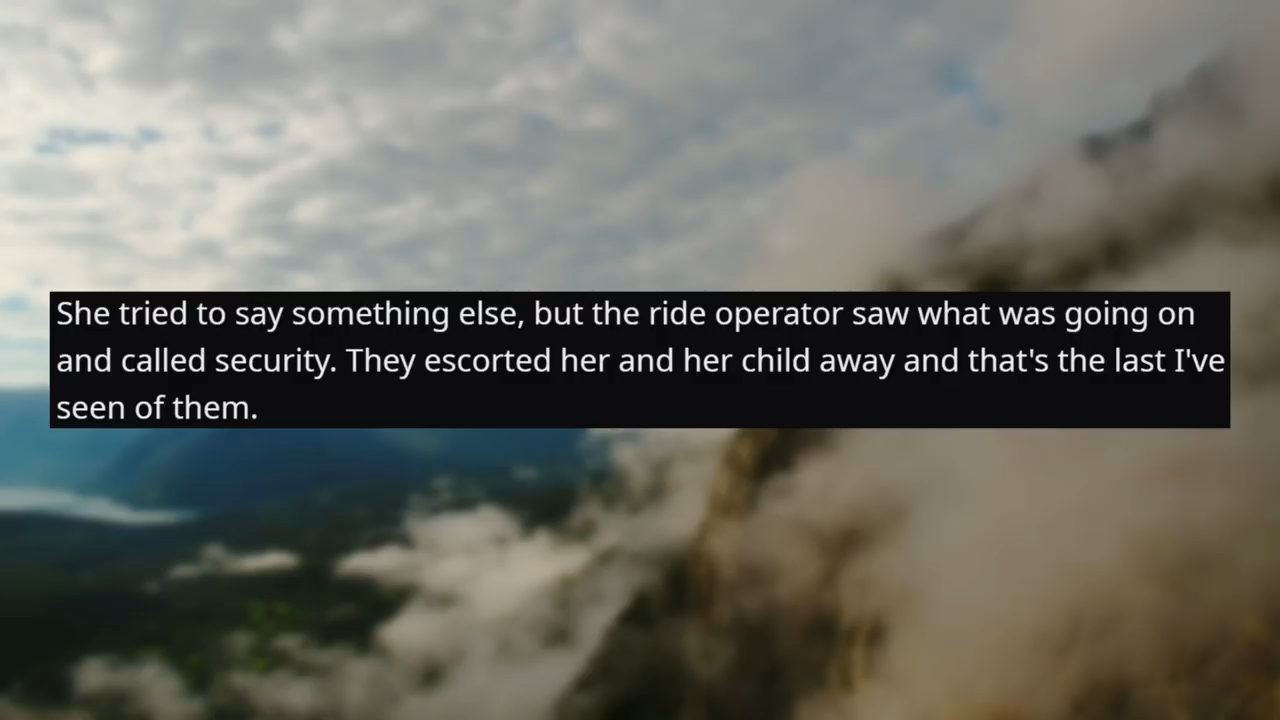 She tried to say something else, but the ride operator saw what was going on
and called security. They escorted her and her child away and that's the last I've
seen of them.